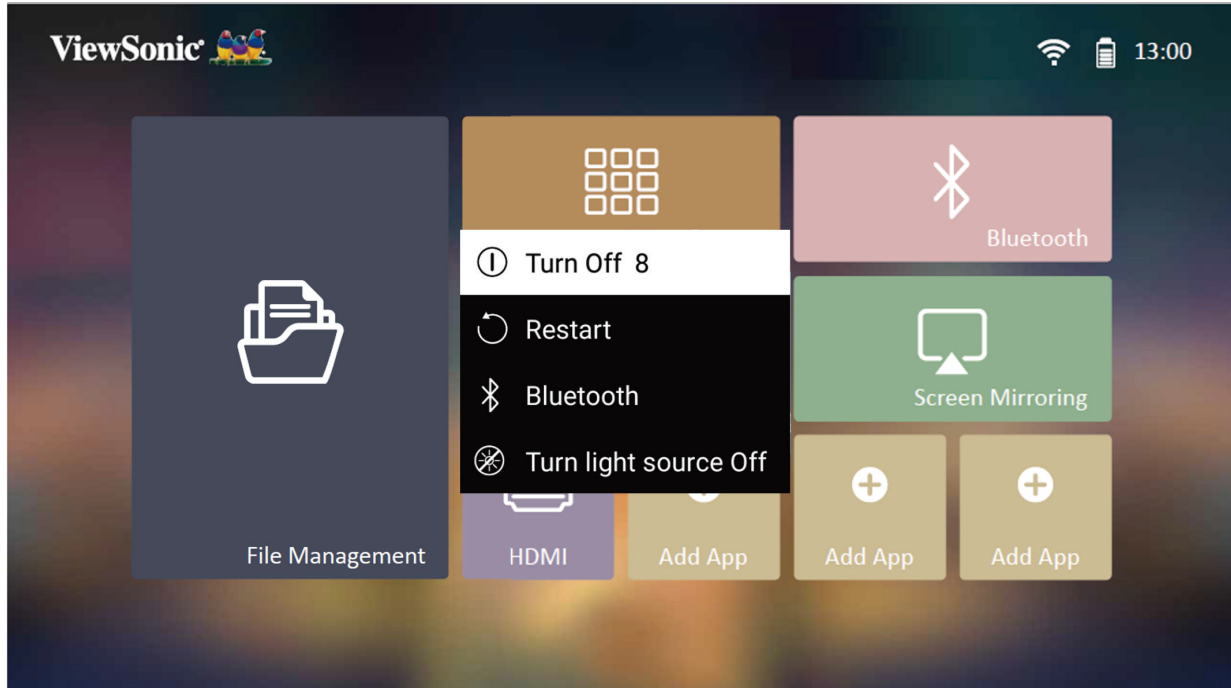 ViewSonic
13:00
Bluetooth
Turn Off 8
Restart
Bluetooth
Turn light source Off
Screen Mirroring
File Management
HDMI
Add App
Add App
Add App